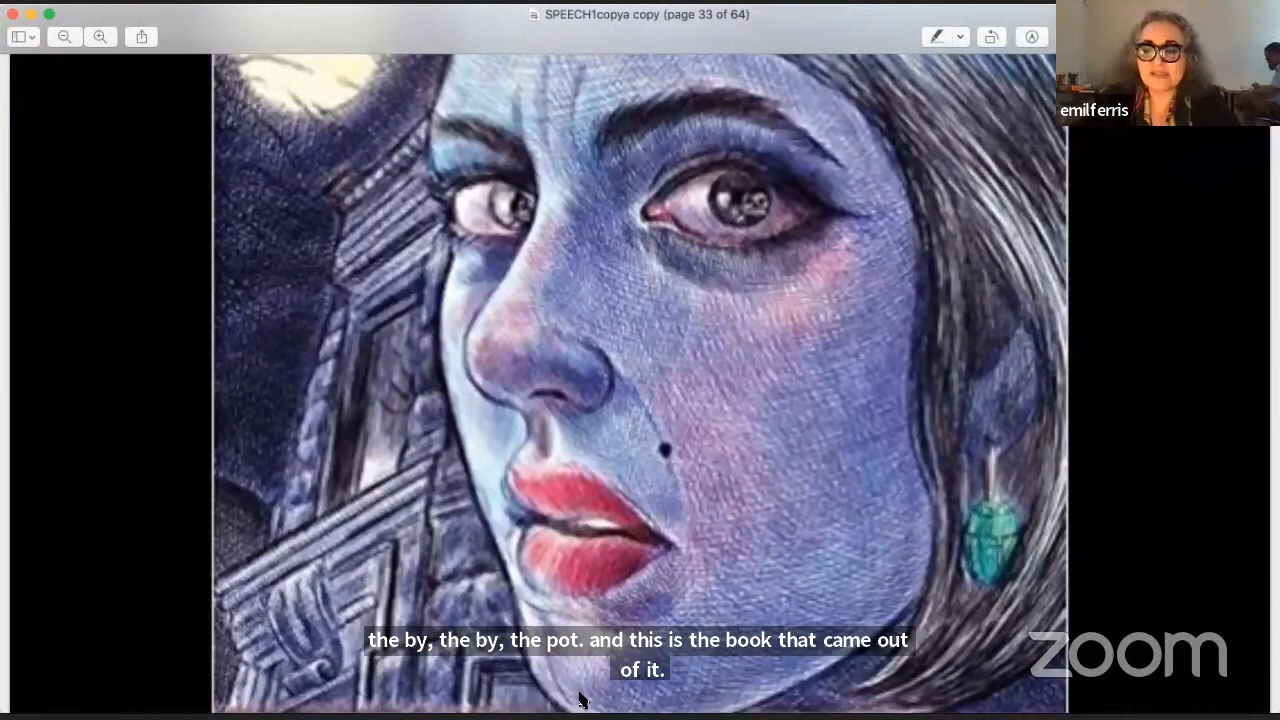 SPEECH1copya copy (page 33 of 64)
emilferris
the by, the by, the pot. and this is the book that came out
of it.
zoom